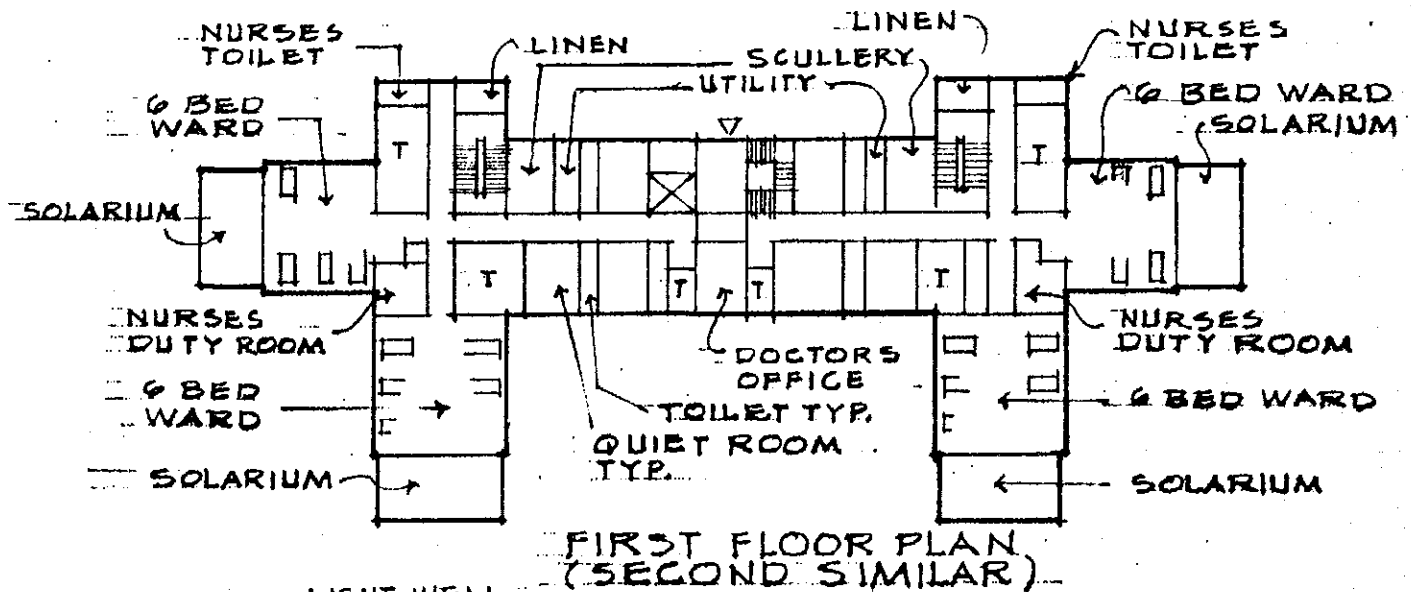 NURSES
TOILET
LINEN
LINEN
NURSES
TOILET
SCULLERY
UTILITY
6 BED
WARD
6 BED WARD
SOLARIUM
T
T
SOLARIUM
T
T
T
T
NURSES
DUTY ROOM
NURSES
DUTY ROOM
DOCTORS
OFFICE
6 BED
WARD
TOILET TYP.
6 BED WARD
QUIET ROOM
TYP.
SOLARIUM
SOLARIUM
FIRST FLOOR PLAN
(SECOND SIMILAR)